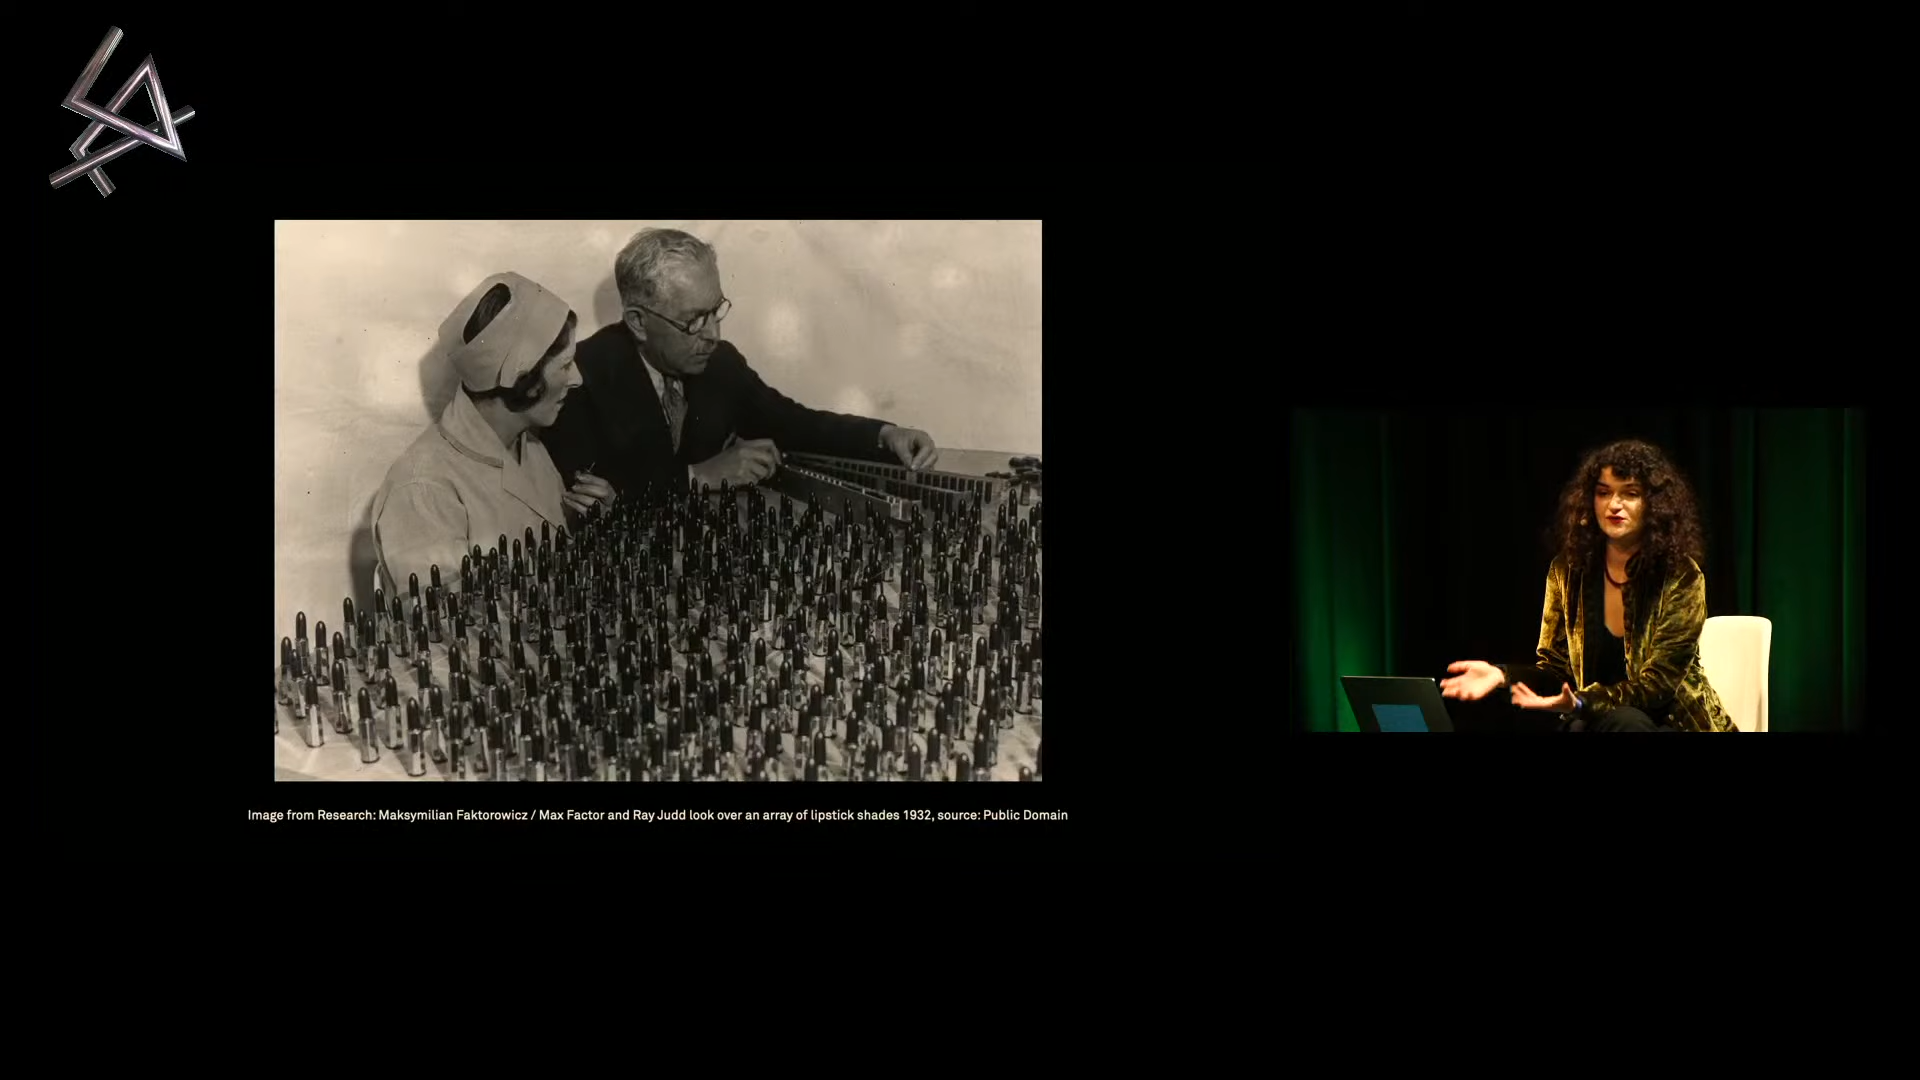 Image from Research: Maksymilian Faktorowicz / Max Factor and Ray Judd look over an array of lipstick shades 1932, source: Public Domain